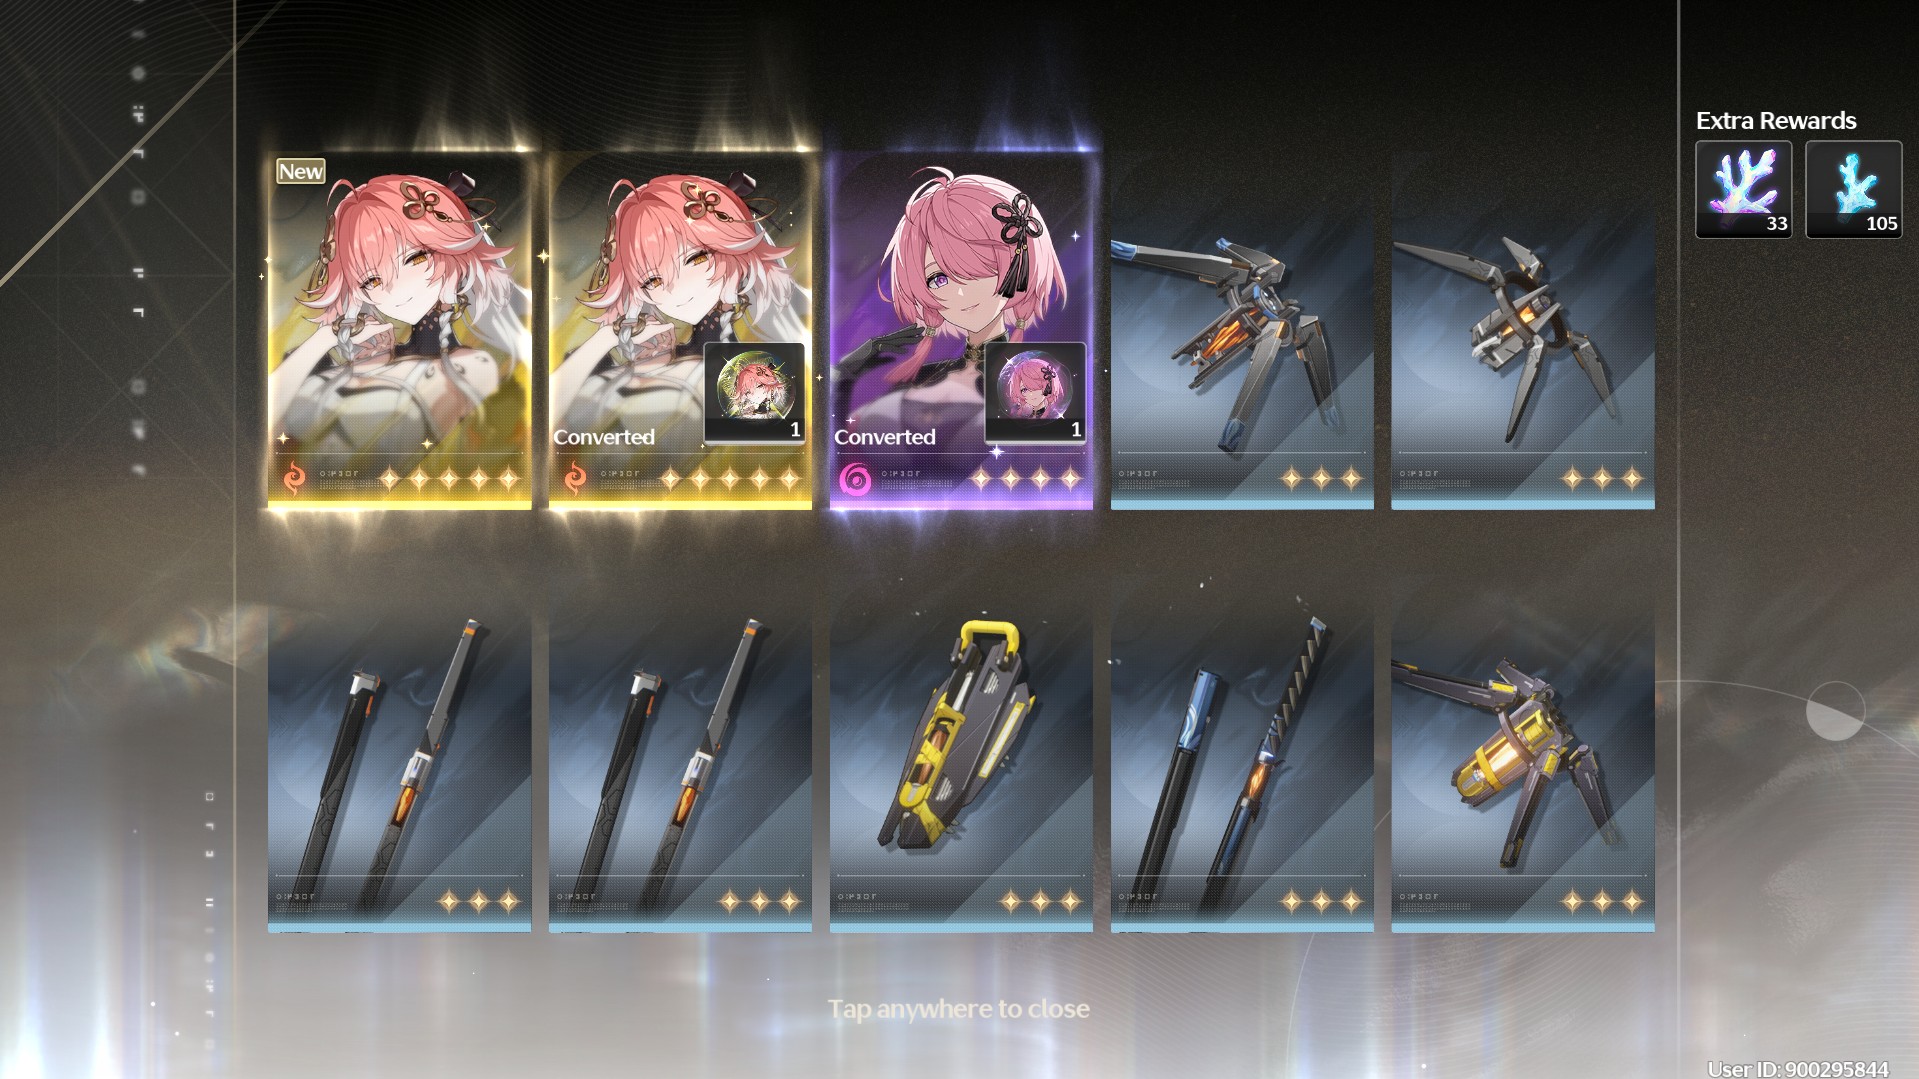 Extra Rewards
33
105
New
Converted
1
Converted
1
Tap anywhere to close
User ID: 900295844